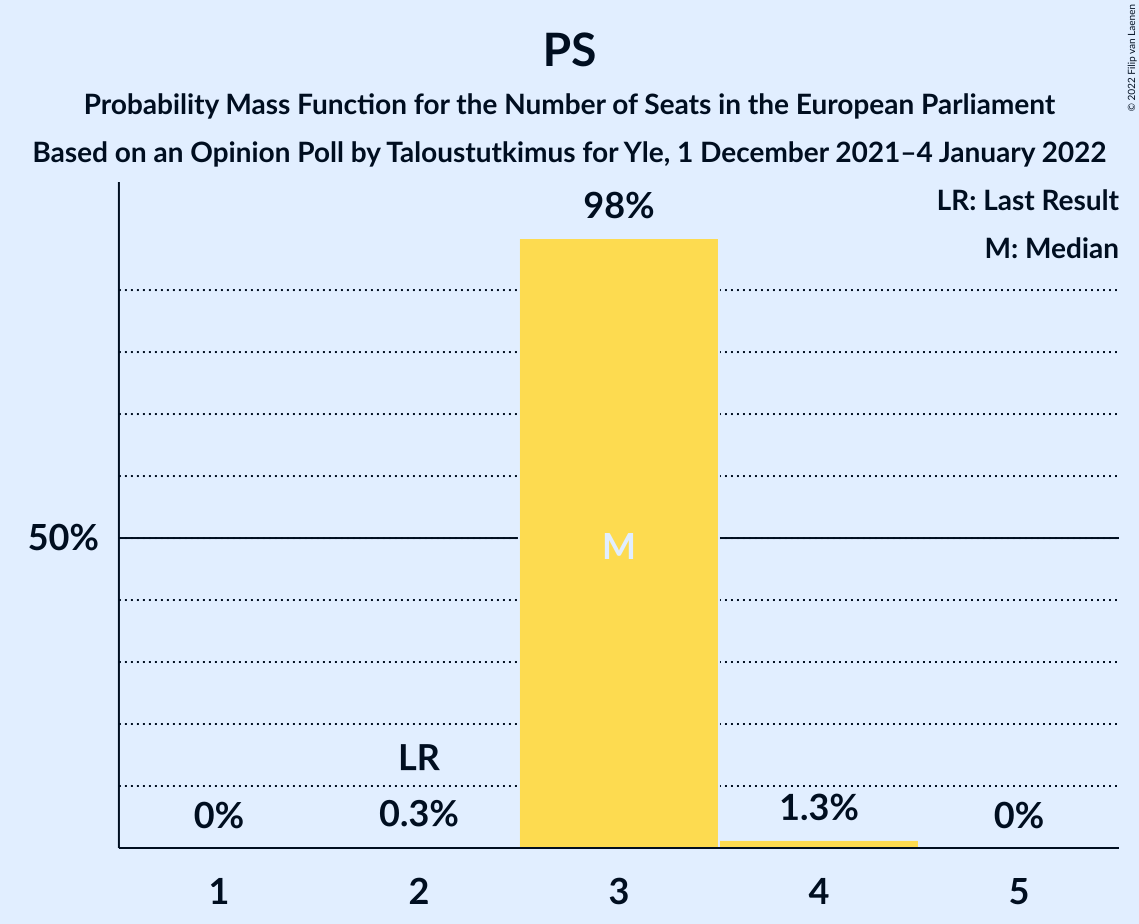 PS
Probability Mass Function for the Number of Seats in the European Parliament
Based on an Opinion Poll by Taloustutkimus for Yle, 1 December 2021–4 January 2022
© 2022 Filip van Laenen
LR: Last Result
M: Median
98%
50%
M
LR
0%
0.3%
1.3%
0%
1
2
3
4
5